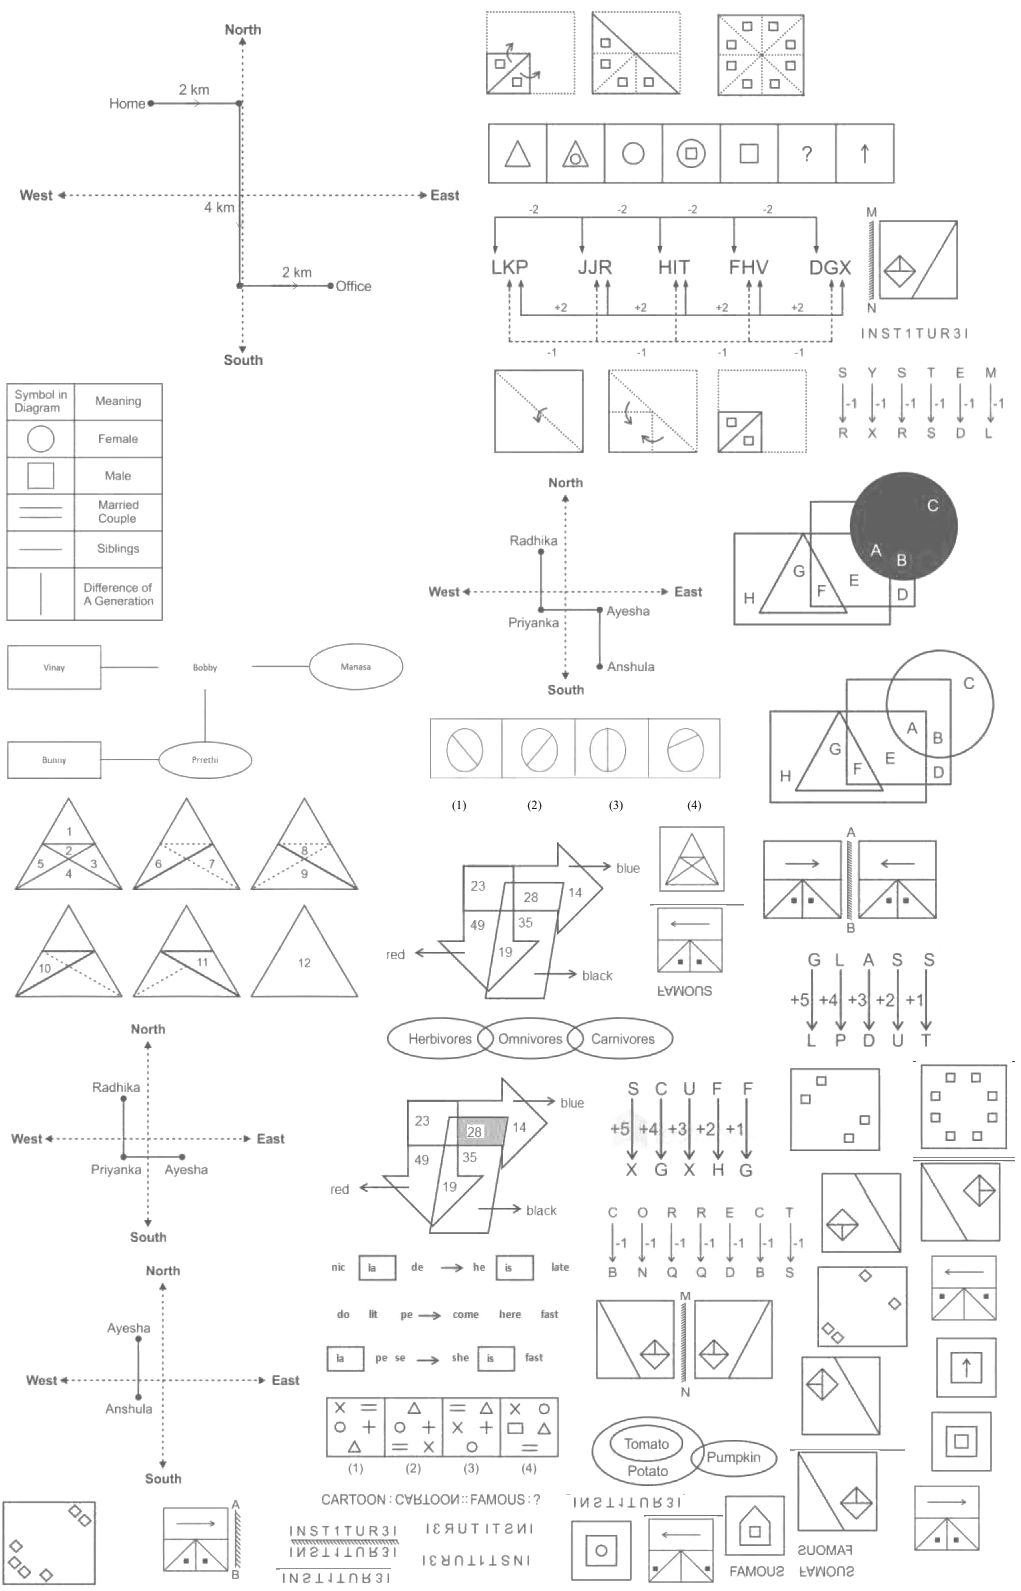 North
2 km
Home
West
East
4 km
2 km
Office
South
?
-2 -2 -2 -2
LKP JJR HIT FHV DGX
+2 +2 +2 +2
-1 -1 -1 -1
M
N
INST1TUR3I
S Y S T E M
-1 -1 -1 -1 -1 -1
R X R S D L
Symbol in Diagram Meaning
Female
Male
Married Couple
Siblings
Difference of A Generation
North
Radhika
West
East
Priyanka
Ayesha
Anshula
South
C
A
B
G
E
F
D
H
Vinay Bobby Manasa
Bunny Prrethi
(1) (2) (3) (4)
C
A
B
G
E
F
D
H
1
2
5 3
4
6 7
8
9
10
11
12
23
28
14
blue
49
35
19
red
black
FAMOUS
A
B
G L A S S
+5 +4 +3 +2 +1
L P D U T
Herbivores Omnivores Carnivores
North
Radhika
West
East
Priyanka
Ayesha
South
23
28
14
blue
49
35
19
red
black
S C U F F
+5 +4 +3 +2 +1
X G X H G
C O R R E C T
-1 -1 -1 -1 -1 -1 -1
B N Q Q D B S
nic la de he is late
do lit pe come here fast
la pe se she is fast
North
Ayesha
West
East
Anshula
South
M
N
(1) (2) (3) (4)
Tomato
Potato
Pumpkin
A
B
CARTOON : CARTOON :: FAMOUS : ?
INST1TUR3I
INST1TUR3I
INST1TUR3I
INST1TUR3I
INST1TUR3I
INST1TUR3I
FAMOUS
FAMOUS
FAMOUS